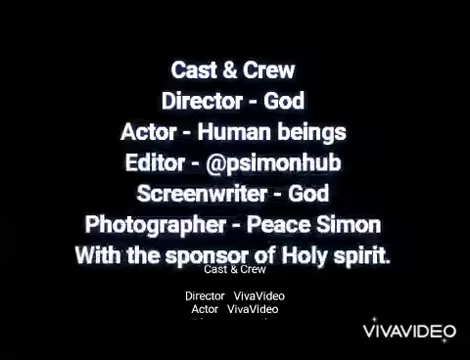 Cast & Crew
Director - God
Actor - Human beings
Editor - @psimonhub
Screenwriter - God
Photographer - Peace Simon
With the sponsor of Holy spirit.
Cast & Crew
Director VivaVideo
Actor VivaVideo
VIVAVIDEO